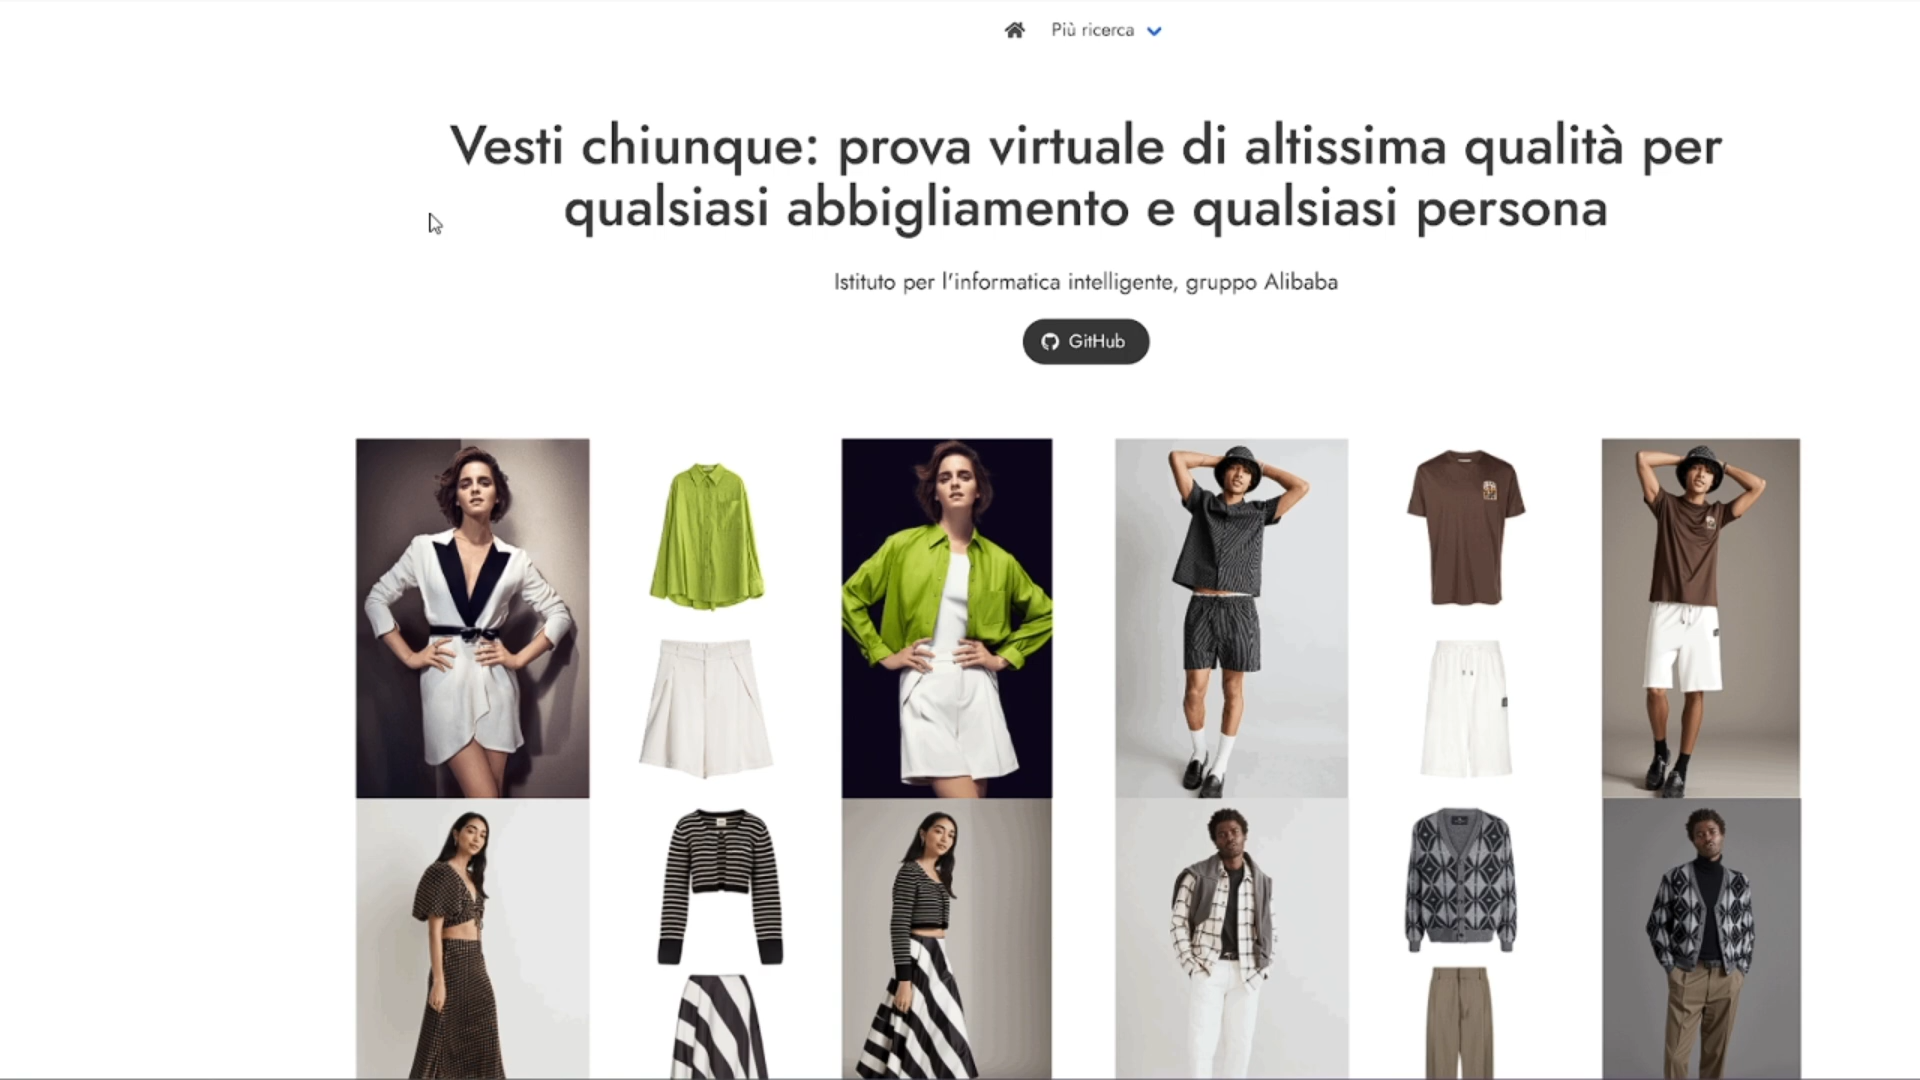 Più ricerca
Vesti chiunque: prova virtuale di altissima qualità per
qualsiasi abbigliamento e qualsiasi persona
Istituto per l'informatica intelligente, gruppo Alibaba
GitHub